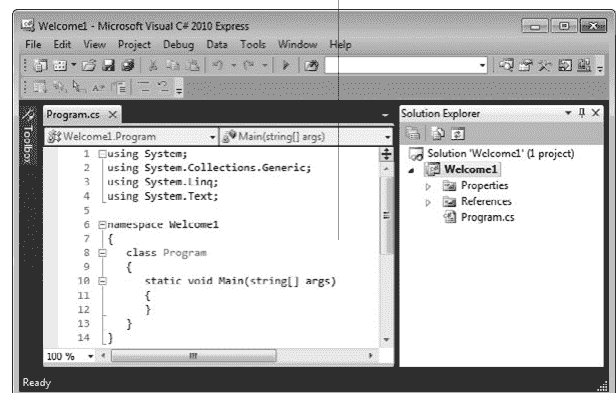 Welcome1 - Microsoft Visual C# 2010 Express
File Edit View Project Debug Data Tools Window Help
Toolbox
Program.cs
Welcome1.Program
Main(string[] args)
1 using System;
2 using System.Collections.Generic;
3 using System.Linq;
4 using System.Text;
5
6 namespace Welcome1
7 {
8 class Program
9 {
10 static void Main(string[] args)
11 {
12 }
13 }
14 }
100 %
Solution Explorer
Solution 'Welcome1' (1 project)
Welcome1
Properties
References
Program.cs
Ready